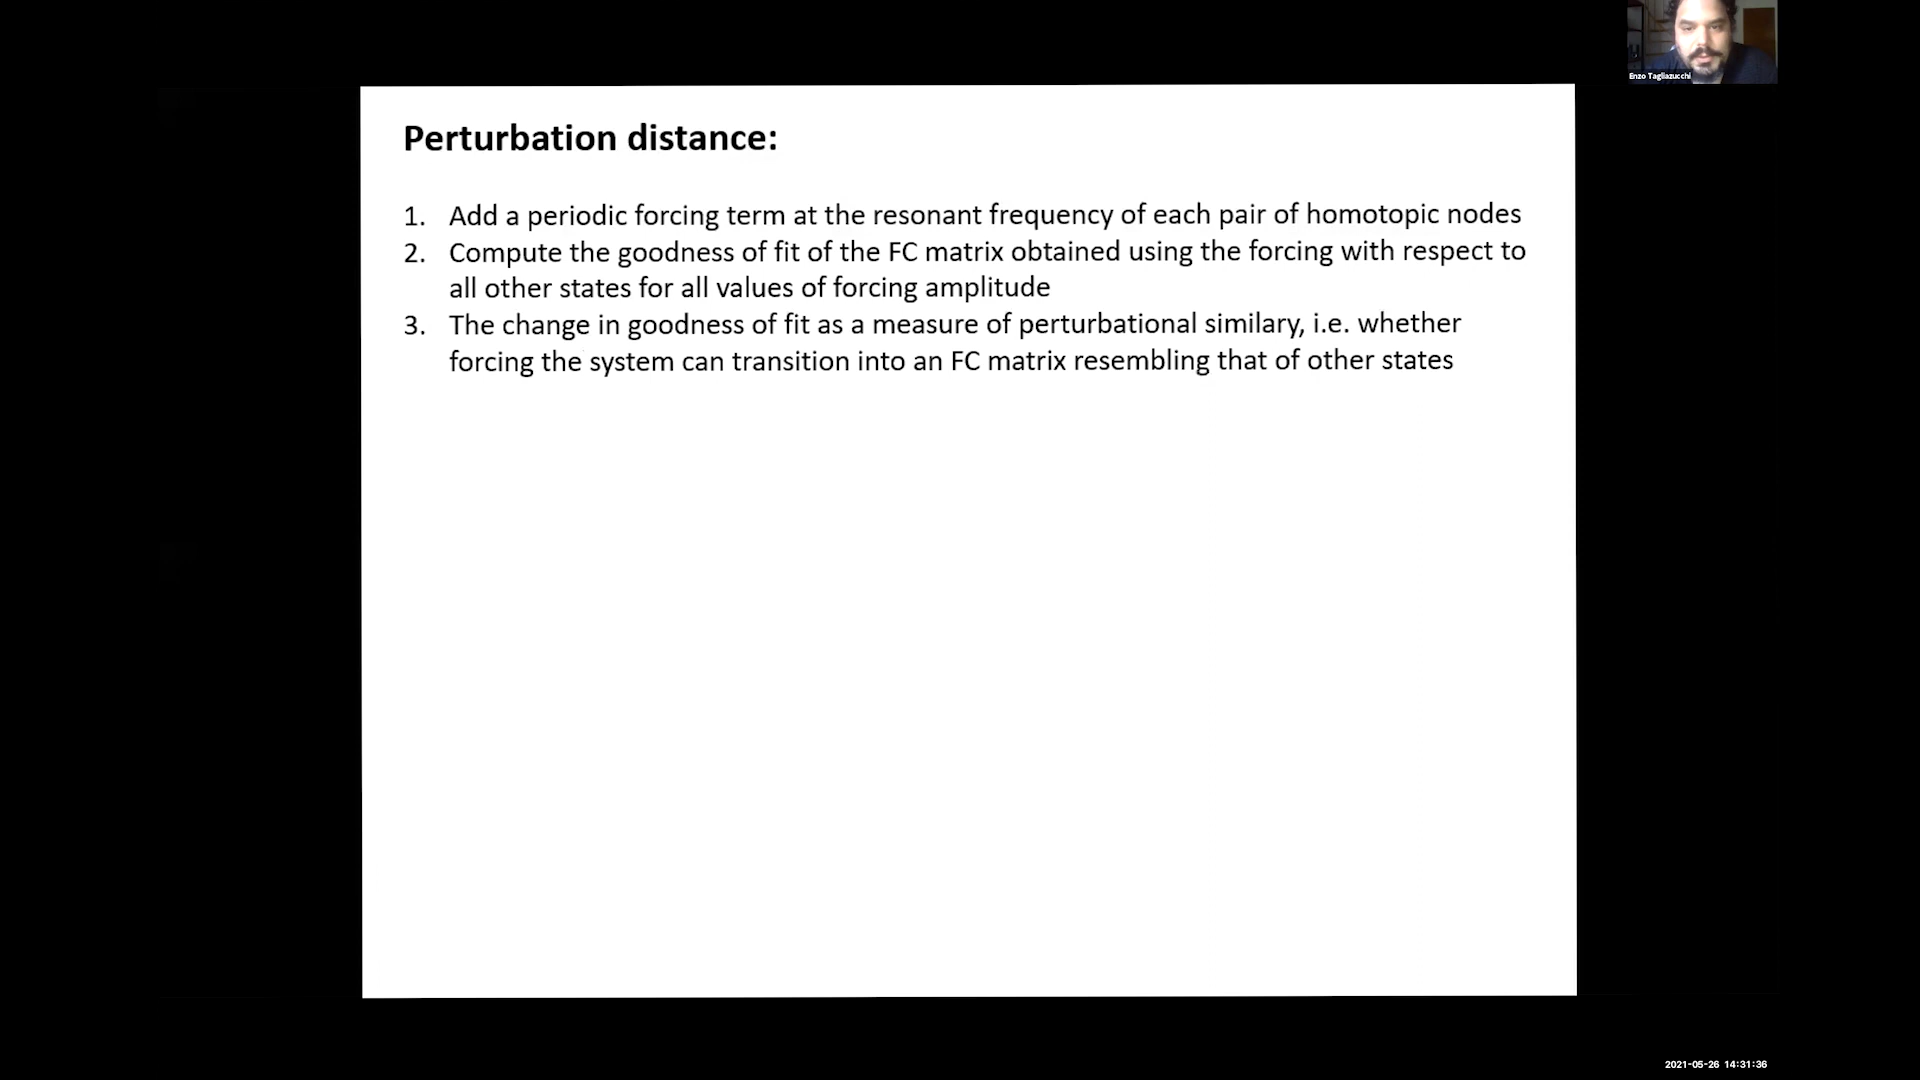 Enzo Tagliazucchi
Perturbation distance:
1. Add a periodic forcing term at the resonant frequency of each pair of homotopic nodes
2. Compute the goodness of fit of the FC matrix obtained using the forcing with respect to
all other states for all values of forcing amplitude
3. The change in goodness of fit as a measure of perturbational similary, i.e. whether
forcing the system can transition into an FC matrix resembling that of other states
2021-05-26 14:31:36